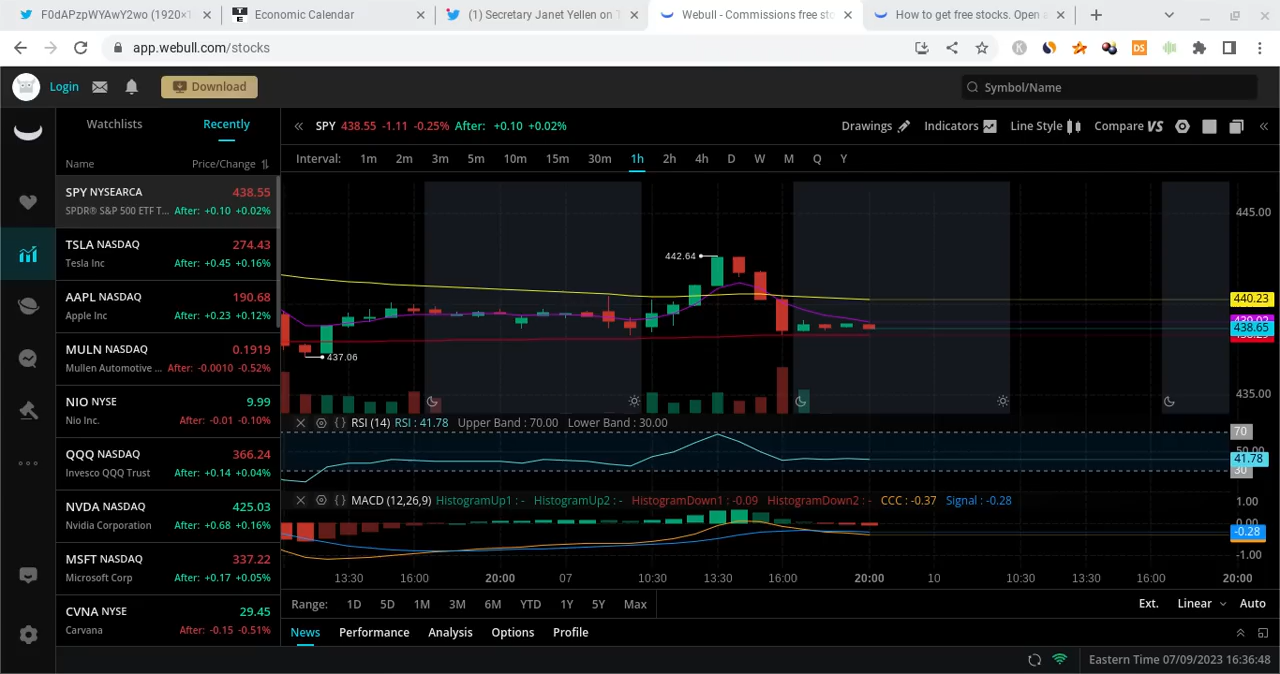 F0dAPzpWYAwY2wo (1920×1
Economic Calendar
(1) Secretary Janet Yellen on T
Webull - Commissions free sto
How to get free stocks. Open a
app.webull.com/stocks
Login
Download
Symbol/Name
Watchlists
Recently
Name Price/Change
SPY NYSEARCA 438.55
SPDR® S&P 500 ETF T... After: +0.10 +0.02%
TSLA NASDAQ 274.43
Tesla Inc After: +0.45 +0.16%
AAPL NASDAQ 190.68
Apple Inc After: +0.23 +0.12%
MULN NASDAQ 0.1919
Mullen Automotive ... After: -0.0010 -0.52%
NIO NYSE 9.99
Nio Inc. After: -0.01 -0.10%
QQQ NASDAQ 366.24
Invesco QQQ Trust After: +0.14 +0.04%
NVDA NASDAQ 425.03
Nvidia Corporation After: +0.68 +0.16%
MSFT NASDAQ 337.22
Microsoft Corp After: +0.17 +0.05%
CVNA NYSE 29.45
Carvana After: -0.15 -0.51%
SPY 438.55 -1.11 -0.25% After: +0.10 +0.02%
Drawings Indicators Line Style Compare VS
Interval: 1m 2m 3m 5m 10m 15m 30m 1h 2h 4h D W M Q Y
445.00
442.64
440.23
438.65
437.06
435.00
RSI (14) RSI : 41.78 Upper Band : 70.00 Lower Band : 30.00
70
41.78
30
MACD (12,26,9) HistogramUp1 : - HistogramUp2 : - HistogramDown1 : -0.09 HistogramDown2 : - CCC : -0.37 Signal : -0.28
1.00
0.00
-0.28
-1.00
13:30 16:00 20:00 07 10:30 13:30 16:00 20:00 10 10:30 13:30 16:00 20:00
Range: 1D 5D 1M 3M 6M YTD 1Y 5Y Max
Ext. Linear Auto
News Performance Analysis Options Profile
Eastern Time 07/09/2023 16:36:48